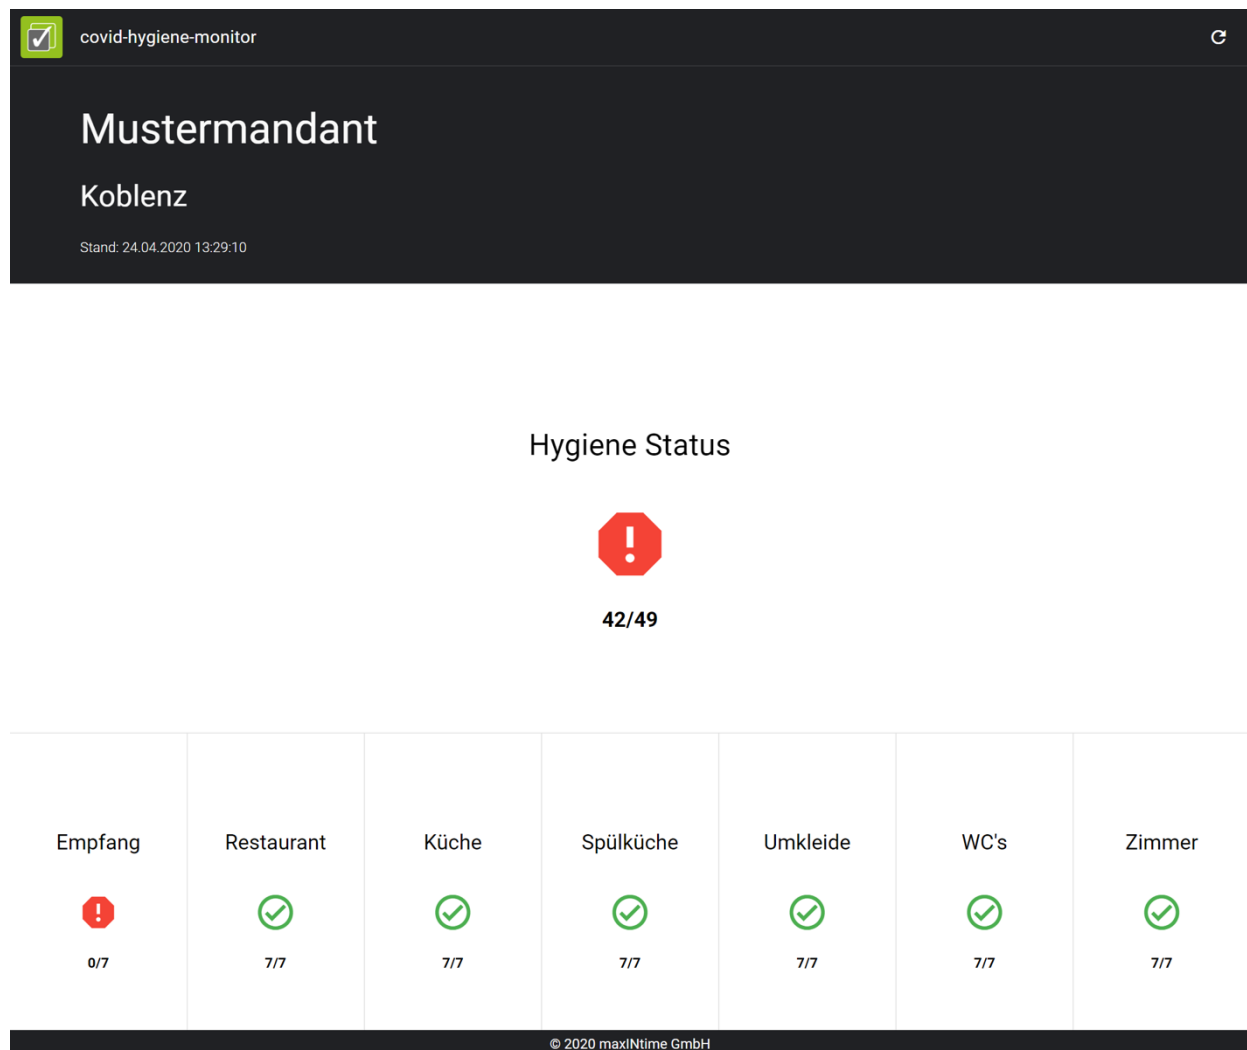 covid-hygiene-monitor
Mustermandant
Koblenz
Stand: 24.04.2020 13:29:10
Hygiene Status
42/49
Empfang
0/7
Restaurant
7/7
Küche
7/7
Spülküche
7/7
Umkleide
7/7
WC's
7/7
Zimmer
7/7
© 2020 maxINtime GmbH